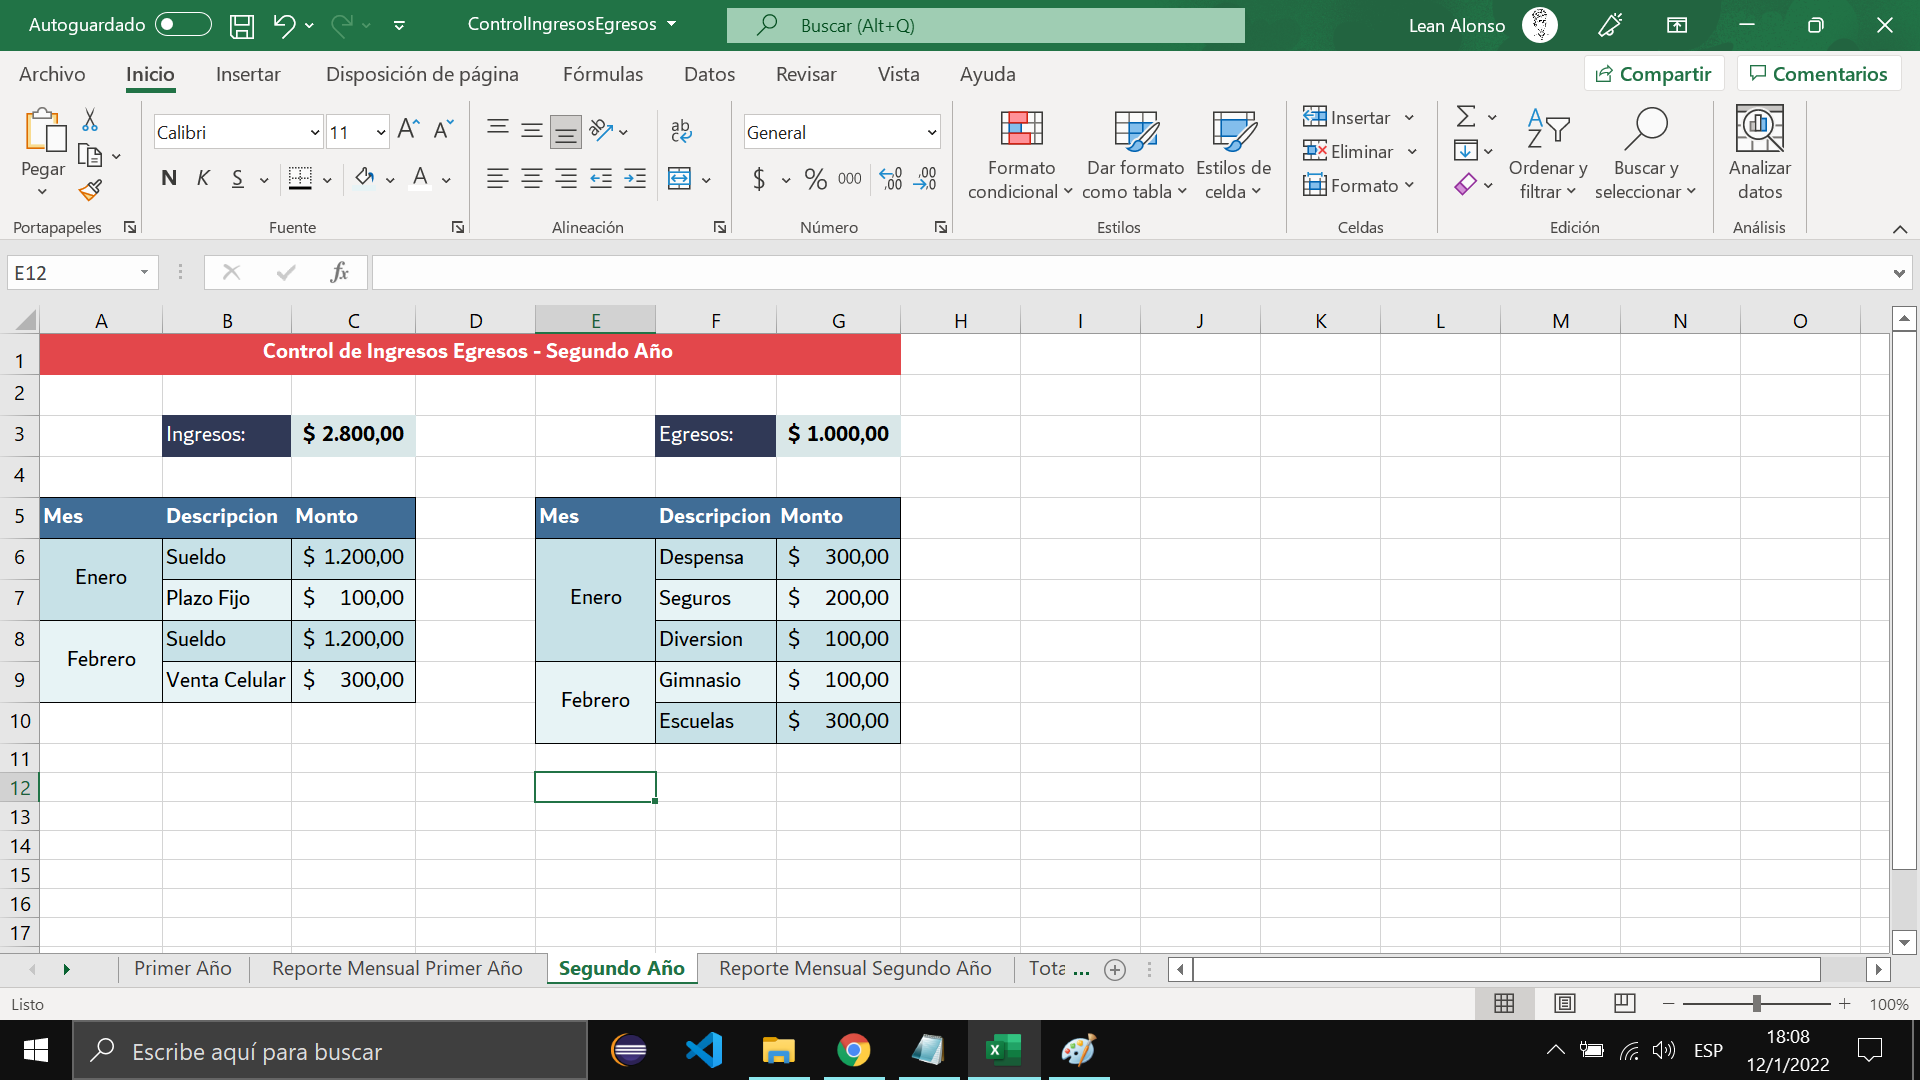 Autoguardado ControlIngresosEgresos Buscar (Alt+Q) Lean Alonso
Archivo Inicio Insertar Disposición de página Fórmulas Datos Revisar Vista Ayuda Compartir Comentarios
Pegar
Calibri 11
N K S A
ab
General
$ % 000
Formato condicional
Dar formato como tabla
Estilos de celda
Insertar
Eliminar
Formato
Ordenar y filtrar
Buscar y seleccionar
Analizar datos
Portapapeles Fuente Alineación Número Estilos Celdas Edición Análisis
E12 fx
A B C D E F G H I J K L M N O
1 Control de Ingresos Egresos - Segundo Año
2
3 Ingresos: $ 2.800,00 Egresos: $ 1.000,00
4
5 Mes Descripcion Monto Mes Descripcion Monto
6 Enero Sueldo $ 1.200,00 Enero Despensa $ 300,00
7 Plazo Fijo $ 100,00 Seguros $ 200,00
8 Febrero Sueldo $ 1.200,00 Diversion $ 100,00
9 Venta Celular $ 300,00 Febrero Gimnasio $ 100,00
10 Escuelas $ 300,00
11
12
13
14
15
16
17
Primer Año Reporte Mensual Primer Año Segundo Año Reporte Mensual Segundo Año Tota ...
Listo 100%
Escribe aquí para buscar ESP 18:08
12/1/2022